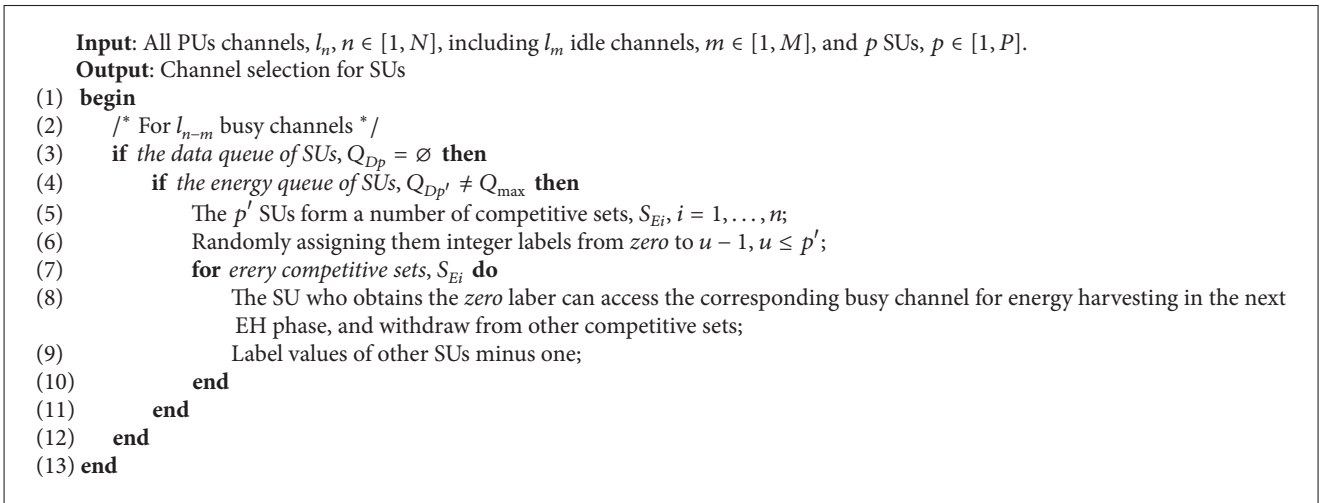 Input: All PUs channels, lₙ, n ∈ [1, N], including lₘ idle channels, m ∈ [1, M], and p SUs, p ∈ [1, P].
Output: Channel selection for SUs
(1) begin
(2) /* For lₙ₋ₘ busy channels */
(3) if the data queue of SUs, Q_{Dp} = ∅ then
(4) if the energy queue of SUs, Q_{Dp′} ≠ Q_{max} then
(5) The p′ SUs form a number of competitive sets, S_{Ei}, i = 1, . . . , n;
(6) Randomly assigning them integer labels from zero to u − 1, u ≤ p′;
(7) for erery competitive sets, S_{Ei} do
(8) The SU who obtains the zero laber can access the corresponding busy channel for energy harvesting in the next
EH phase, and withdraw from other competitive sets;
(9) Label values of other SUs minus one;
(10) end
(11) end
(12) end
(13) end